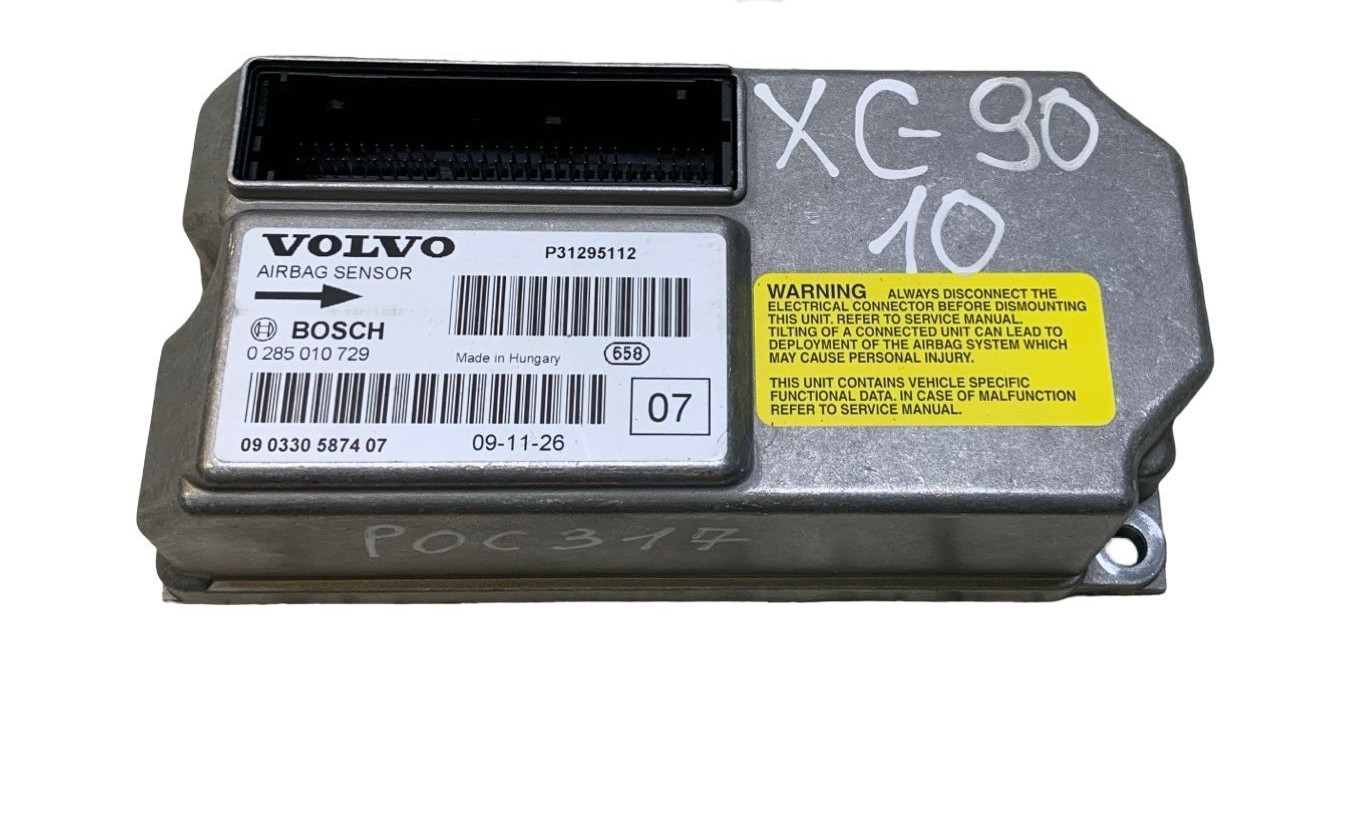 XC-90
10
VOLVO
P31295112
AIRBAG SENSOR
BOSCH
0 285 010 729
Made in Hungary
558
07
09 0330 5874 07
09-11-26
WARNING ALWAYS DISCONNECT THE
ELECTRICAL CONNECTOR BEFORE DISMOUNTING
THIS UNIT. REFER TO SERVICE MANUAL.
TILTING OF A CONNECTED UNIT CAN LEAD TO
DEPLOYMENT OF THE AIRBAG SYSTEM WHICH
MAY CAUSE PERSONAL INJURY.
THIS UNIT CONTAINS VEHICLE SPECIFIC
FUNCTIONAL DATA. IN CASE OF MALFUNCTION
REFER TO SERVICE MANUAL.
POC317